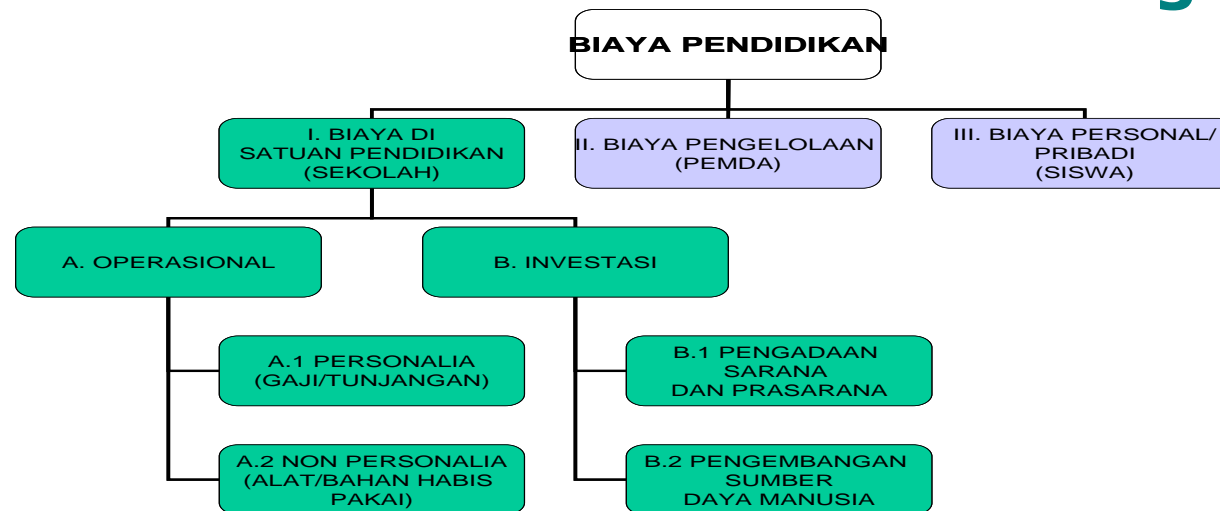 BIAYA PENDIDIKAN
I. BIAYA DI
SATUAN PENDIDIKAN
(SEKOLAH)
II. BIAYA PENGELOLAAN
(PEMDA)
III. BIAYA PERSONAL/
PRIBADI
(SISWA)
A. OPERASIONAL
B. INVESTASI
A.1 PERSONALIA
(GAJI/TUNJANGAN)
B.1 PENGADAAN
SARANA
DAN PRASARANA
A.2 NON PERSONALIA
(ALAT/BAHAN HABIS
PAKAI)
B.2 PENGEMBANGAN
SUMBER
DAYA MANUSIA